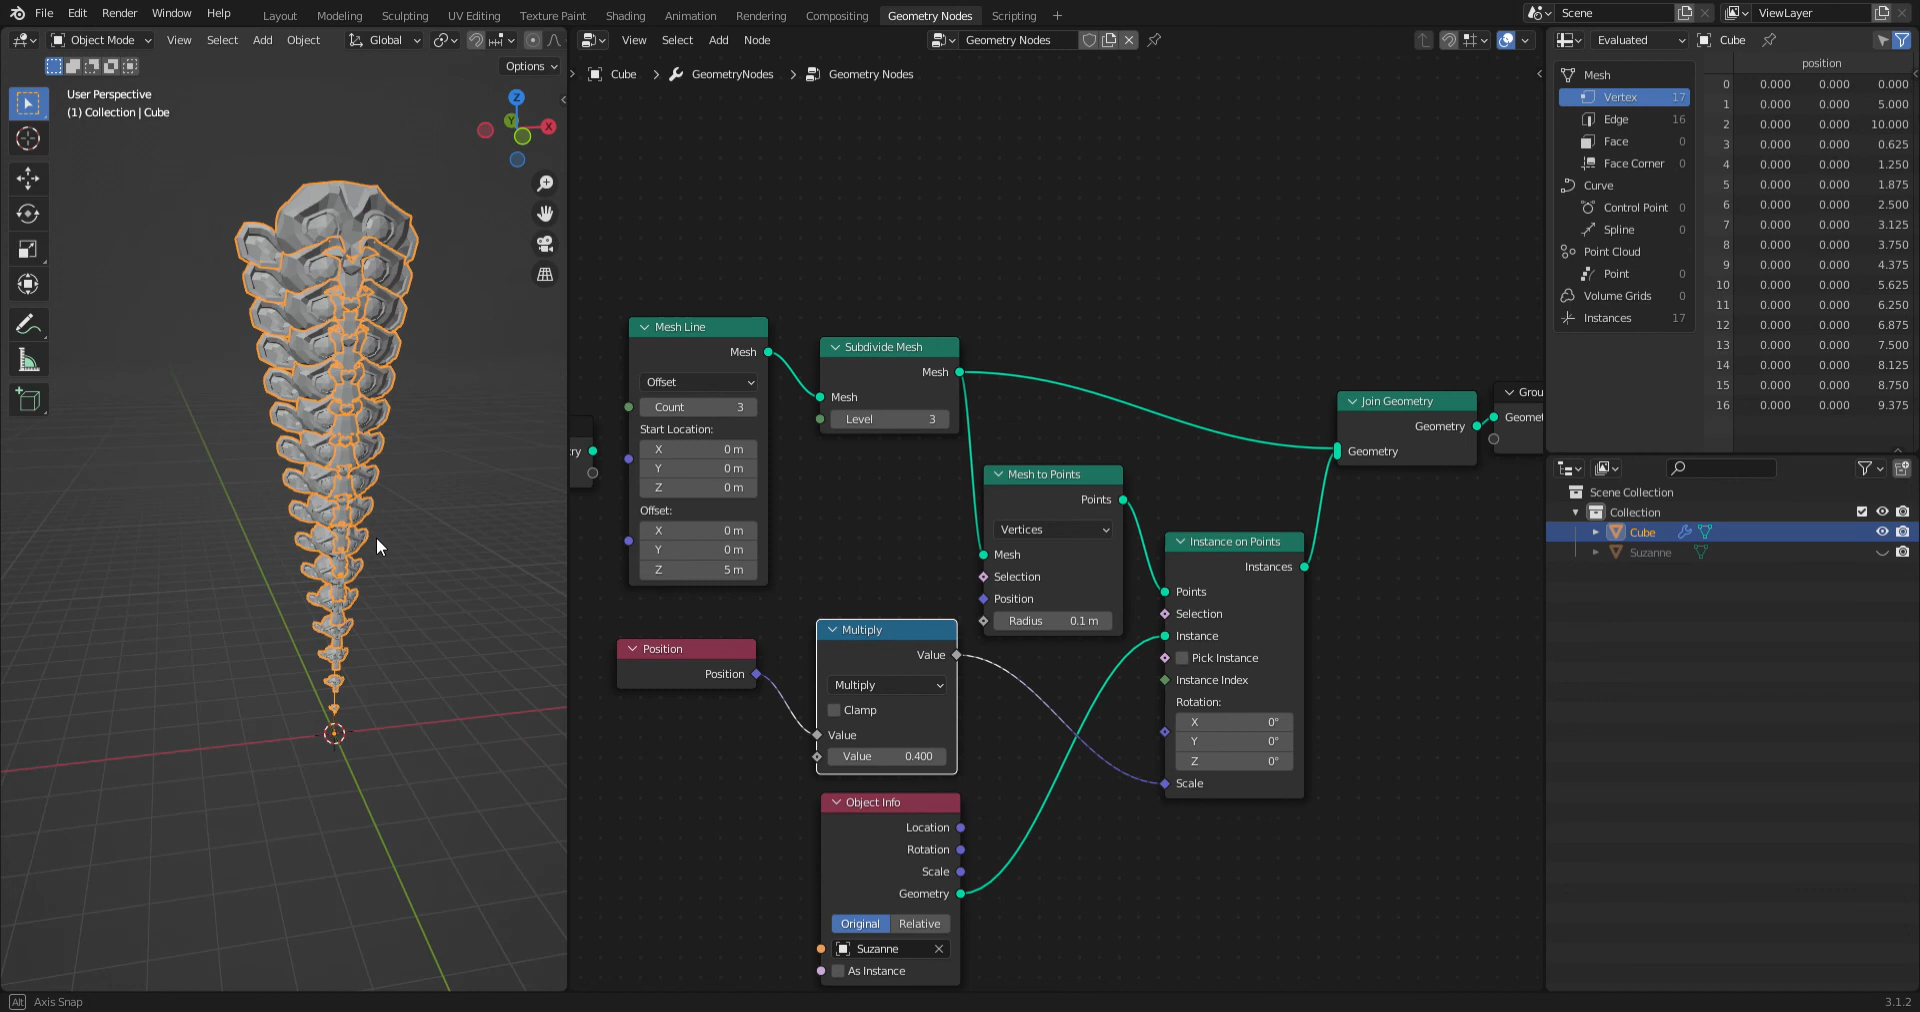 File Edit Render Window Help Layout Modeling Sculpting UV Editing Texture Paint Shading Animation Rendering Compositing Geometry Nodes Scripting + Scene ViewLayer
Object Mode View Select Add Object Global
View Select Add Node Geometry Nodes
Evaluated Cube
Options
User Perspective
(1) Collection | Cube
Z
Y
X
Cube > GeometryNodes > Geometry Nodes
Mesh
Vertex 17
Edge 16
Face 0
Face Corner 0
Curve
Control Point 0
Spline 0
Point Cloud
Point 0
Volume Grids 0
Instances 17
position
0 0.000 0.000 0.000
1 0.000 0.000 5.000
2 0.000 0.000 10.000
3 0.000 0.000 0.625
4 0.000 0.000 1.250
5 0.000 0.000 1.875
6 0.000 0.000 2.500
7 0.000 0.000 3.125
8 0.000 0.000 3.750
9 0.000 0.000 4.375
10 0.000 0.000 5.625
11 0.000 0.000 6.250
12 0.000 0.000 6.875
13 0.000 0.000 7.500
14 0.000 0.000 8.125
15 0.000 0.000 8.750
16 0.000 0.000 9.375
ry
Mesh Line
Mesh
Offset
Count 3
Start Location:
X 0 m
Y 0 m
Z 0 m
Offset:
X 0 m
Y 0 m
Z 5 m
Subdivide Mesh
Mesh
Mesh
Level 3
Mesh to Points
Points
Vertices
Mesh
Selection
Position
Radius 0.1 m
Join Geometry
Geometry
Geometry
Grou
Geomet
Position
Position
Multiply
Value
Multiply
Clamp
Value
Value 0.400
Object Info
Location
Rotation
Scale
Geometry
Original Relative
Suzanne
As Instance
Instance on Points
Instances
Points
Selection
Instance
Pick Instance
Instance Index
Rotation:
X 0°
Y 0°
Z 0°
Scale
Scene Collection
Collection
Cube
Suzanne
Alt Axis Snap
3.1.2